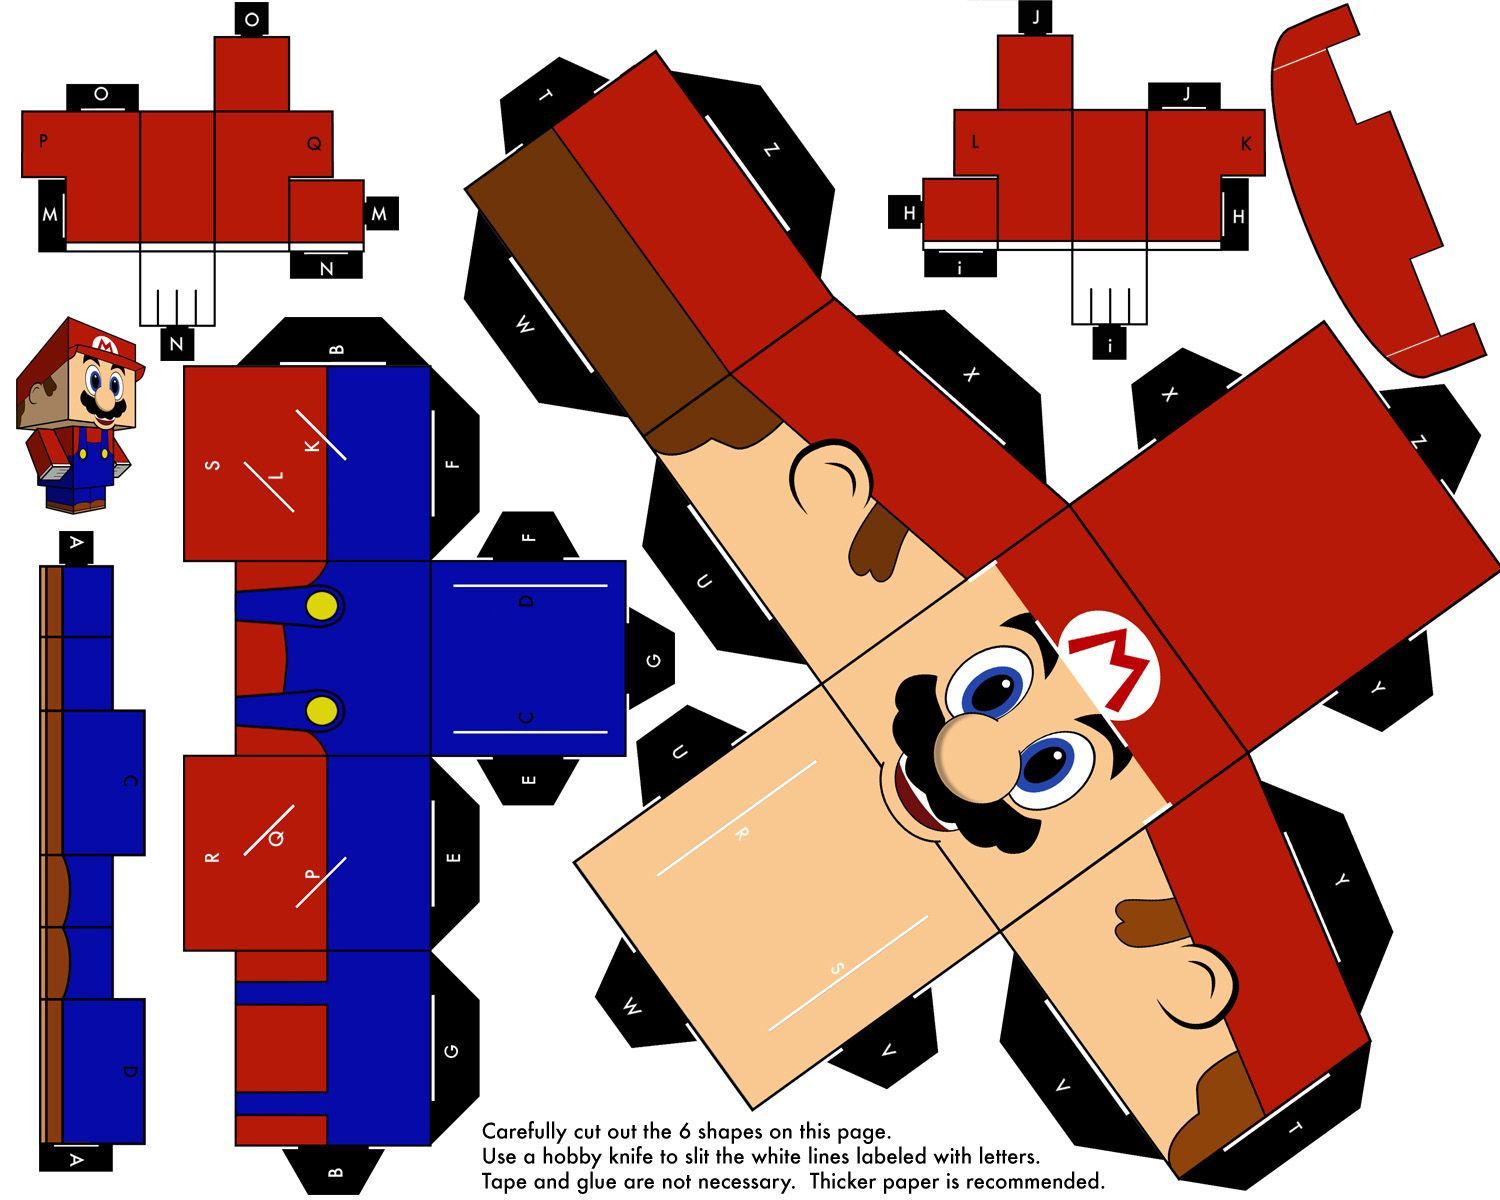 O
O
P
Q
M
M
N
N
J
J
L
K
H
H
i
i
T
Z
W
X
X
Z
U
Y
M
M
B
S
K
L
F
F
A
D
C
G
E
R
Q
P
E
G
B
C
D
A
U
R
S
W
V
Y
V
T
Carefully cut out the 6 shapes on this page.
Use a hobby knife to slit the white lines labeled with letters.
Tape and glue are not necessary.  Thicker paper is recommended.